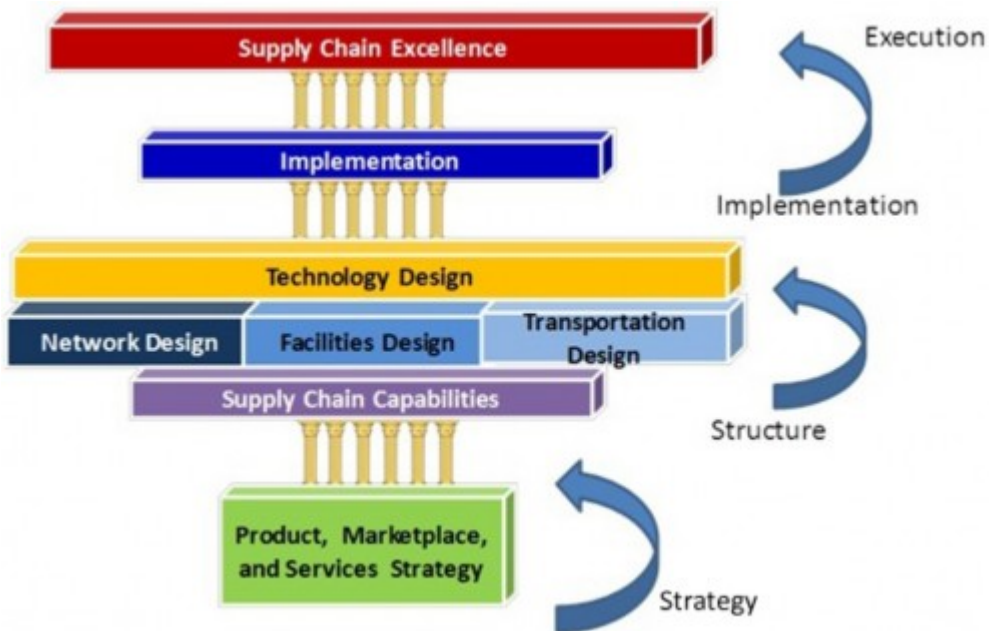 Supply Chain Excellence
Execution
Implementation
Implementation
Technology Design
Network Design
Facilities Design
Transportation
Design
Supply Chain Capabilities
Structure
Product, Marketplace,
and Services Strategy
Strategy